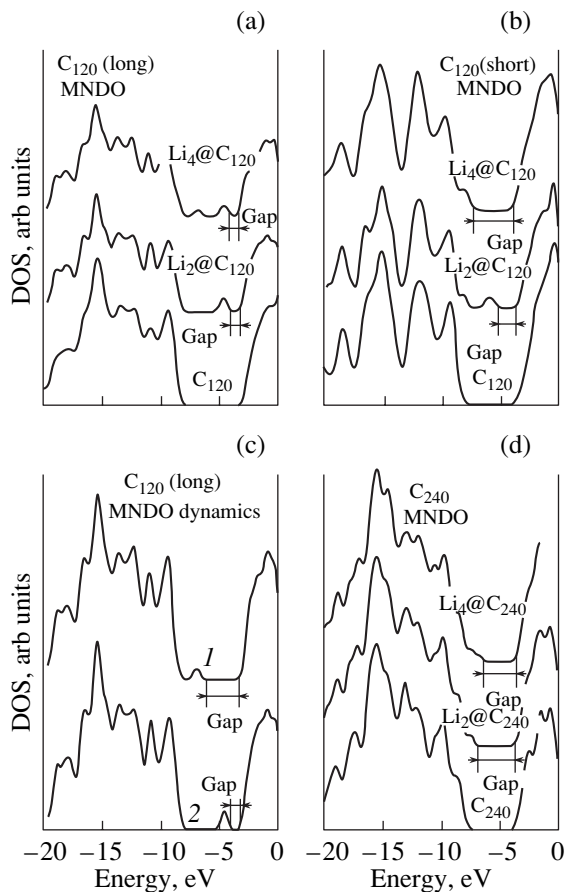 (a)
C120 (long)
MNDO
Li4@C120
Gap
Li2@C120
Gap
C120
(b)
C120(short)
MNDO
Li4@C120
Gap
Li2@C120
Gap
C120
DOS, arb units
(c)
C120 (long)
MNDO dynamics
1
Gap
Gap
2
(d)
C240
MNDO
Li4@C240
Gap
Li2@C240
Gap
C240
DOS, arb units
−20 −15 −10 −5 0
Energy, eV
−20 −15 −10 −5 0
Energy, eV